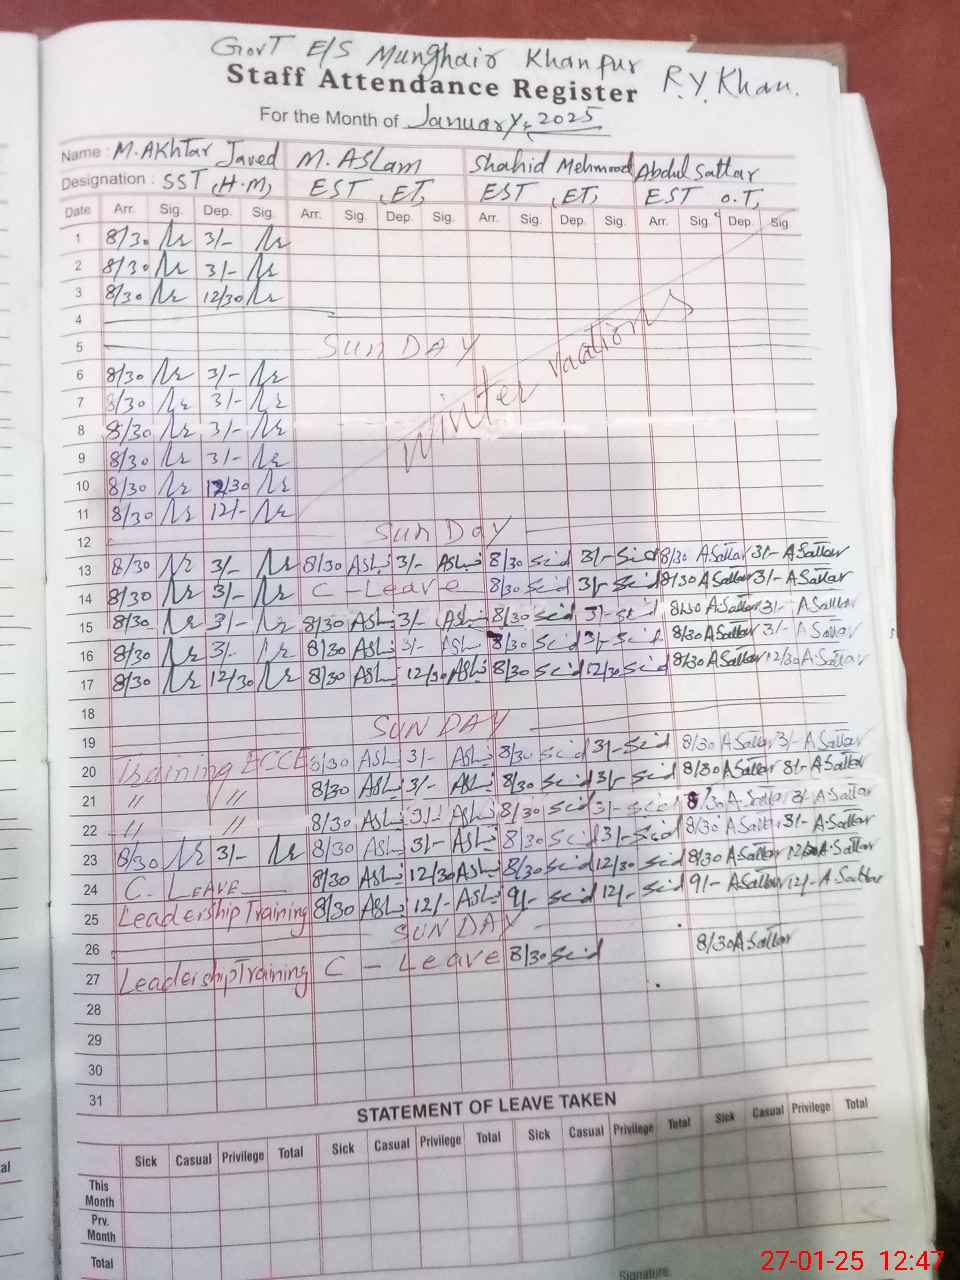 GovT E/S Munghair Khanpur R.Y.Khan.
Staff Attendance Register
For the Month of January, 2025
Name : M.AKhtar Javed M. ASLam Shahid Mehmood Abdul Sattar
Designation : SST (H.M) EST (ET) EST (ET) EST O.T,
Date Arr. Sig. Dep. Sig. Arr. Sig. Dep. Sig. Arr. Sig. Dep. Sig. Arr. Sig. Dep. Sig.
1 8/30 3/-
2 8/30 3/-
3 8/30 12/30
4
5 SUNDAY
winter vacations
6 8/30 3/-
7 8/30 3/-
8 8/30 3/-
9 8/30 3/-
10 8/30 12/30
11 8/30 12/-
12 SunDay
13 8/30 3/- 8/30 3/- 8/30 3/- 8/30 A Sattar 3/- A Sattar
14 8/30 3/- C-Leave 8/30 3/- 8/30 A Sattar 3/- A Sattar
15 8/30 3/- 8/30 3/- 8/30 3/- 8/30 A Sattar 3/- A Sattar
16 8/30 3/- 8/30 3/- 8/30 3/- 8/30 A Sattar 3/- A Sattar
17 8/30 12/30 8/30 12/30 8/30 12/30 8/30 A Sattar 12/30 A. Sattar
18
19 SUNDAY
20 Training ECCE 8/30 3/- 8/30 3/- 8/30 A Sattar 3/- A Sattar
21 // // 8/30 3/- 8/30 3/- 8/30 A Sattar 3/- A Sattar
22 // // 8/30 3/- 8/30 3/- 8/30 A Sattar 3/- A Sattar
23 8/30 3/- 8/30 3/- 8/30 3/- 8/30 A Sattar 3/- A Sattar
24 C. LEAVE 8/30 12/30 8/30 12/30 8/30 A Sattar 12/30 A. Sattar
25 Leadership Training 8/30 12/- 9/- 12/- 9/- A Sattar 12/- A Sattar
26 SUNDAY
27 Leadership Training C - Leave 8/30 8/30 A Sattar
28
29
30
31
STATEMENT OF LEAVE TAKEN
Sick Casual Privilege Total Sick Casual Privilege Total Sick Casual Privilege Total Sick Casual Privilege Total
This Month
Prv. Month
Total
Signature
al
27-01-25 12:47